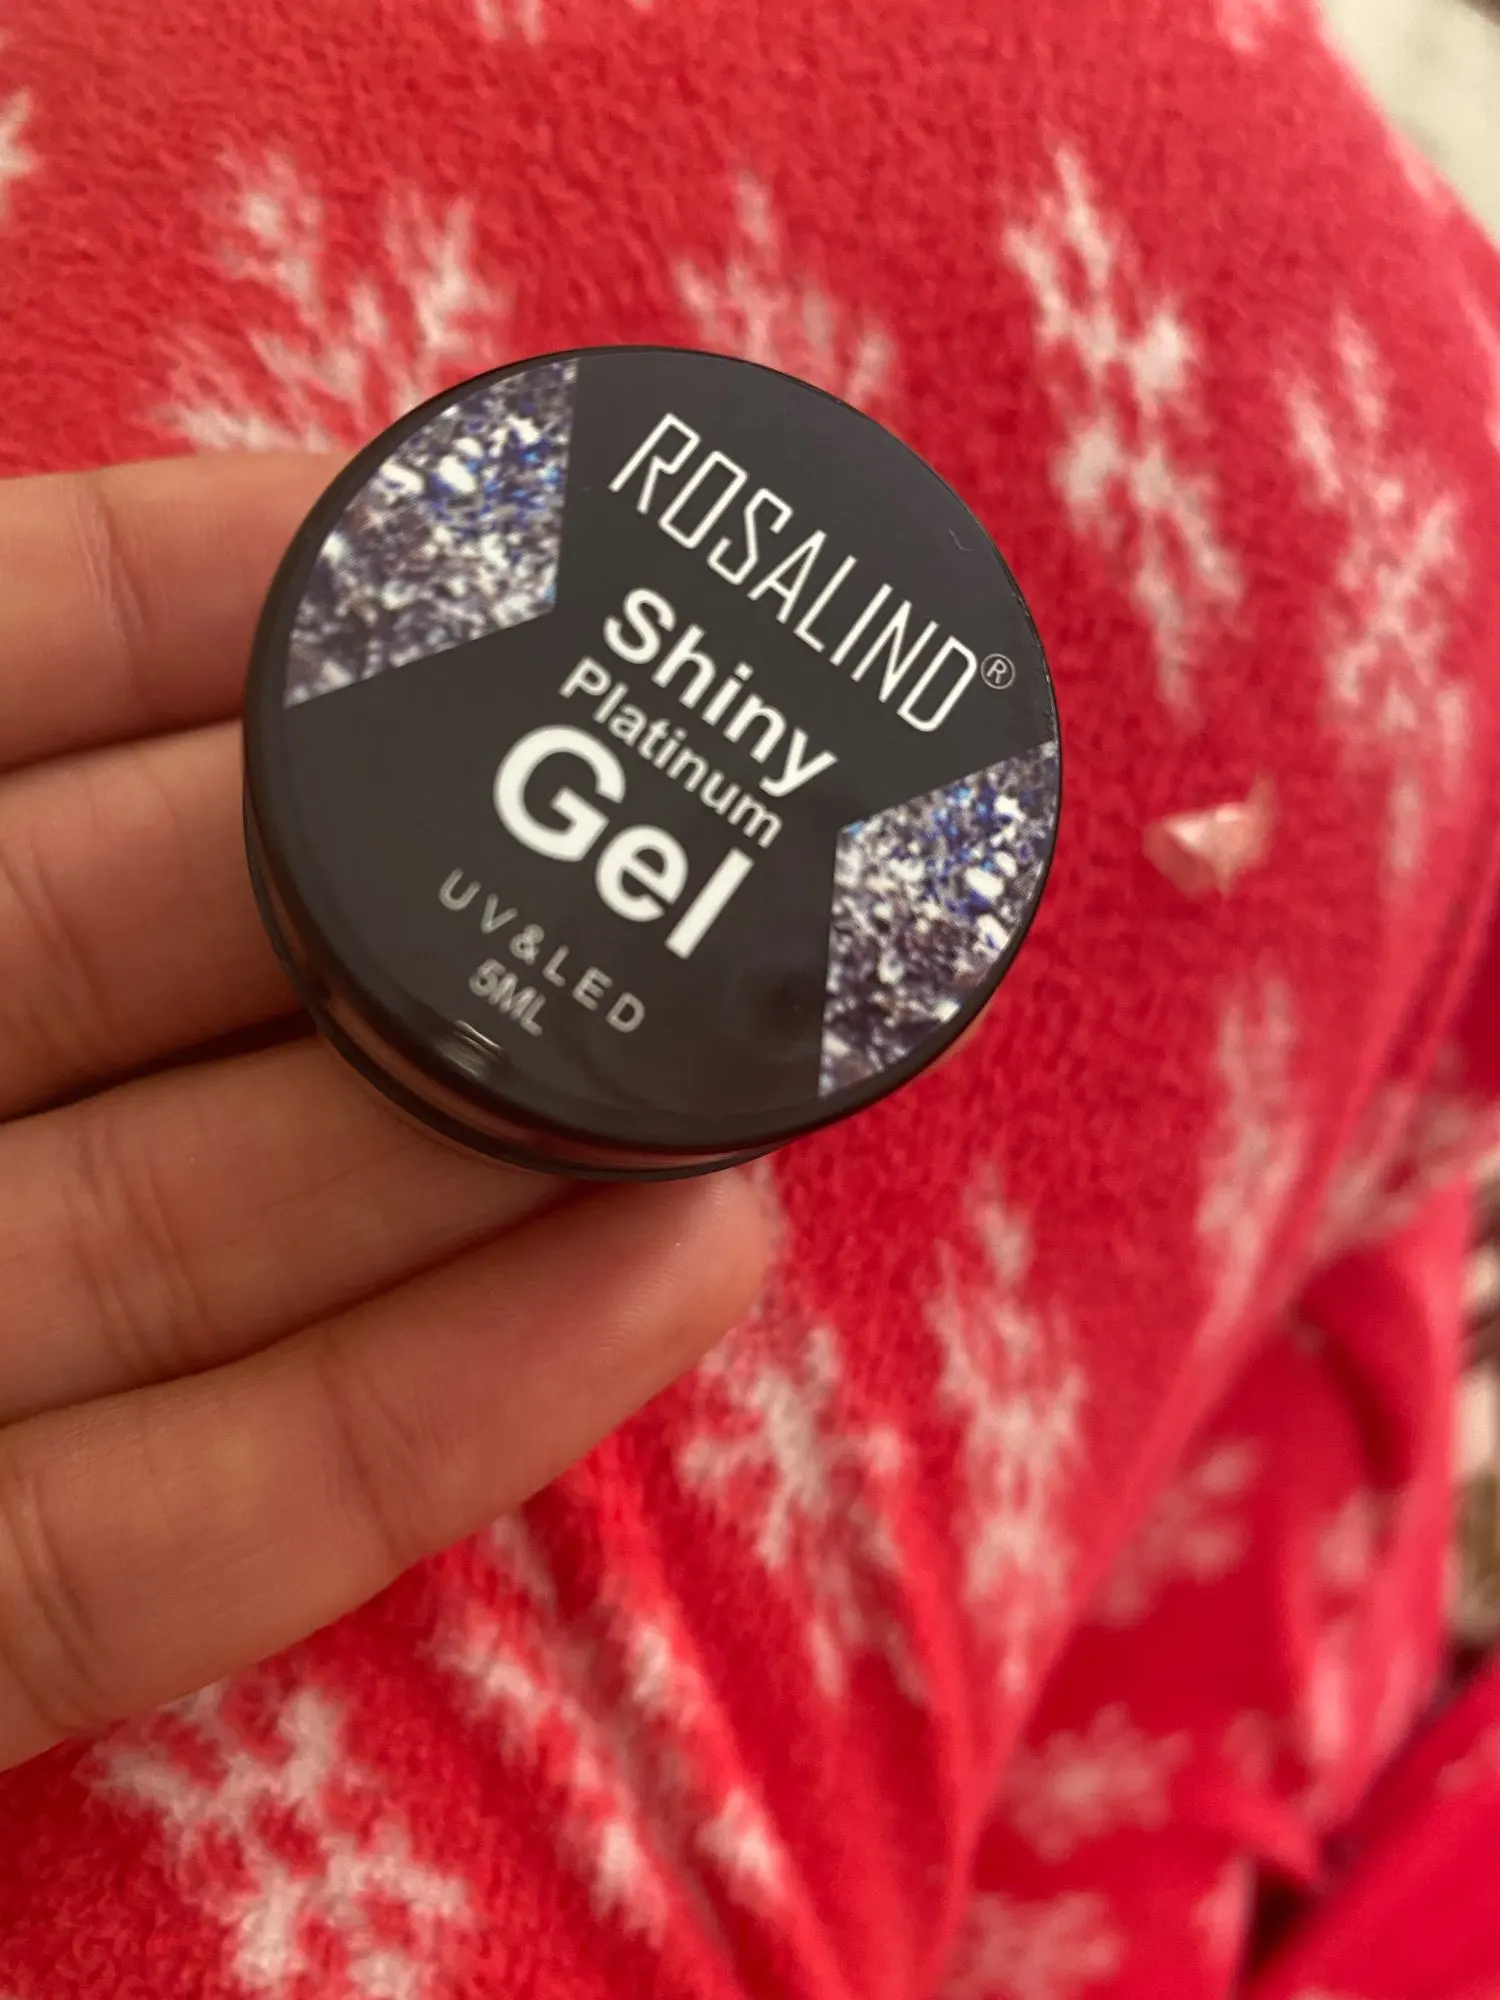 ROSALIND®
Shiny
Platinum
Gel
UV&LED
5ML